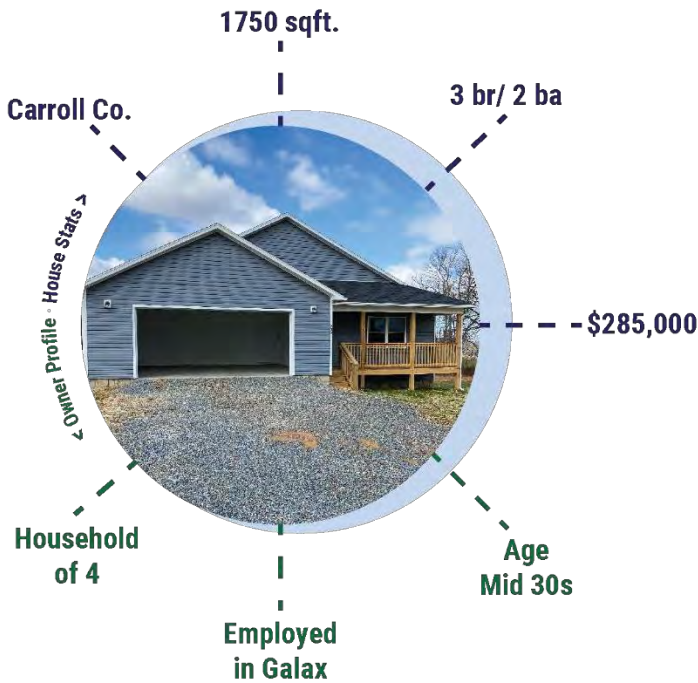 1750 sqft.
Carroll Co.
3 br/ 2 ba
< Owner Profile • House Stats >
$285,000
Household
of 4
Age
Mid 30s
Employed
in Galax